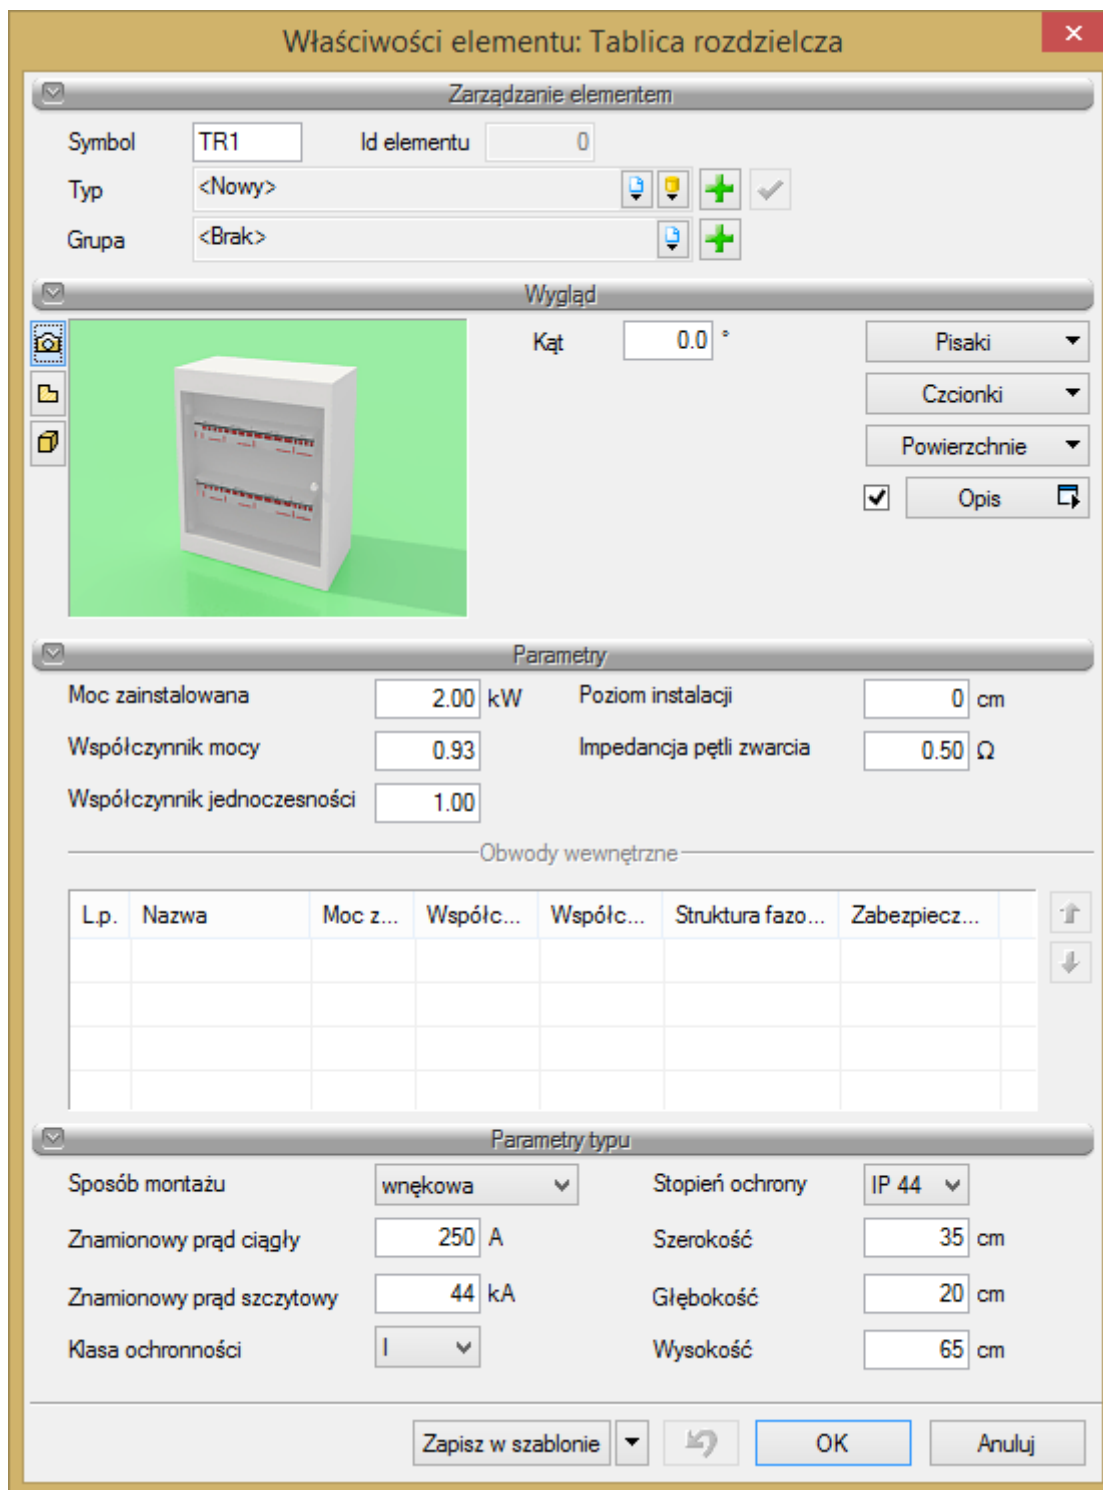 Właściwości elementu: Tablica rozdzielcza
Zarządzanie elementem
Symbol TR1 Id elementu 0
Typ <Nowy>
Grupa <Brak>
Wygląd
Kąt 0.0 ° Pisaki
Czcionki
Powierzchnie
Opis
Parametry
Moc zainstalowana 2.00 kW Poziom instalacji 0 cm
Współczynnik mocy 0.93 Impedancja pętli zwarcia 0.50 Ω
Współczynnik jednoczesności 1.00
Obwody wewnętrzne
L.p. Nazwa Moc z... Współc... Współc... Struktura fazo... Zabezpiecz...
Parametry typu
Sposób montażu wnękowa Stopień ochrony IP 44
Znamionowy prąd ciągły 250 A Szerokość 35 cm
Znamionowy prąd szczytowy 44 kA Głębokość 20 cm
Klasa ochronności I Wysokość 65 cm
Zapisz w szablonie OK Anuluj